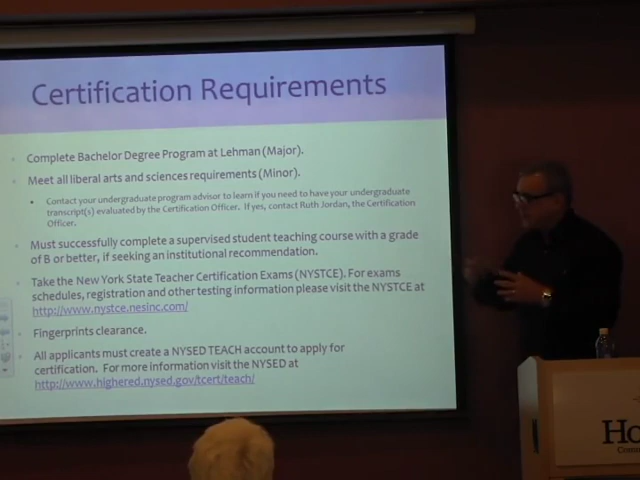 Certification Requirements
Complete Bachelor Degree Program at Lehman (Major).
Meet all liberal arts and sciences requirements (Minor).
Contact your undergraduate program advisor to learn if you need to have your undergraduate
transcript(s) evaluated by the Certification Officer. If yes, contact Ruth Jordan, the Certification
Officer.
Must successfully complete a supervised student teaching course with a grade
of B or better, if seeking an institutional recommendation.
Take the New York State Teacher Certification Exams (NYSTCE). For exams
schedules, registration and other testing information please visit the NYSTCE at
http://www.nystce.nesinc.com/
Fingerprints clearance.
All applicants must create a NYSED TEACH account to apply for
certification. For more information visit the NYSED at
http://www.highered.nysed.gov/tcert/teach/
Ho